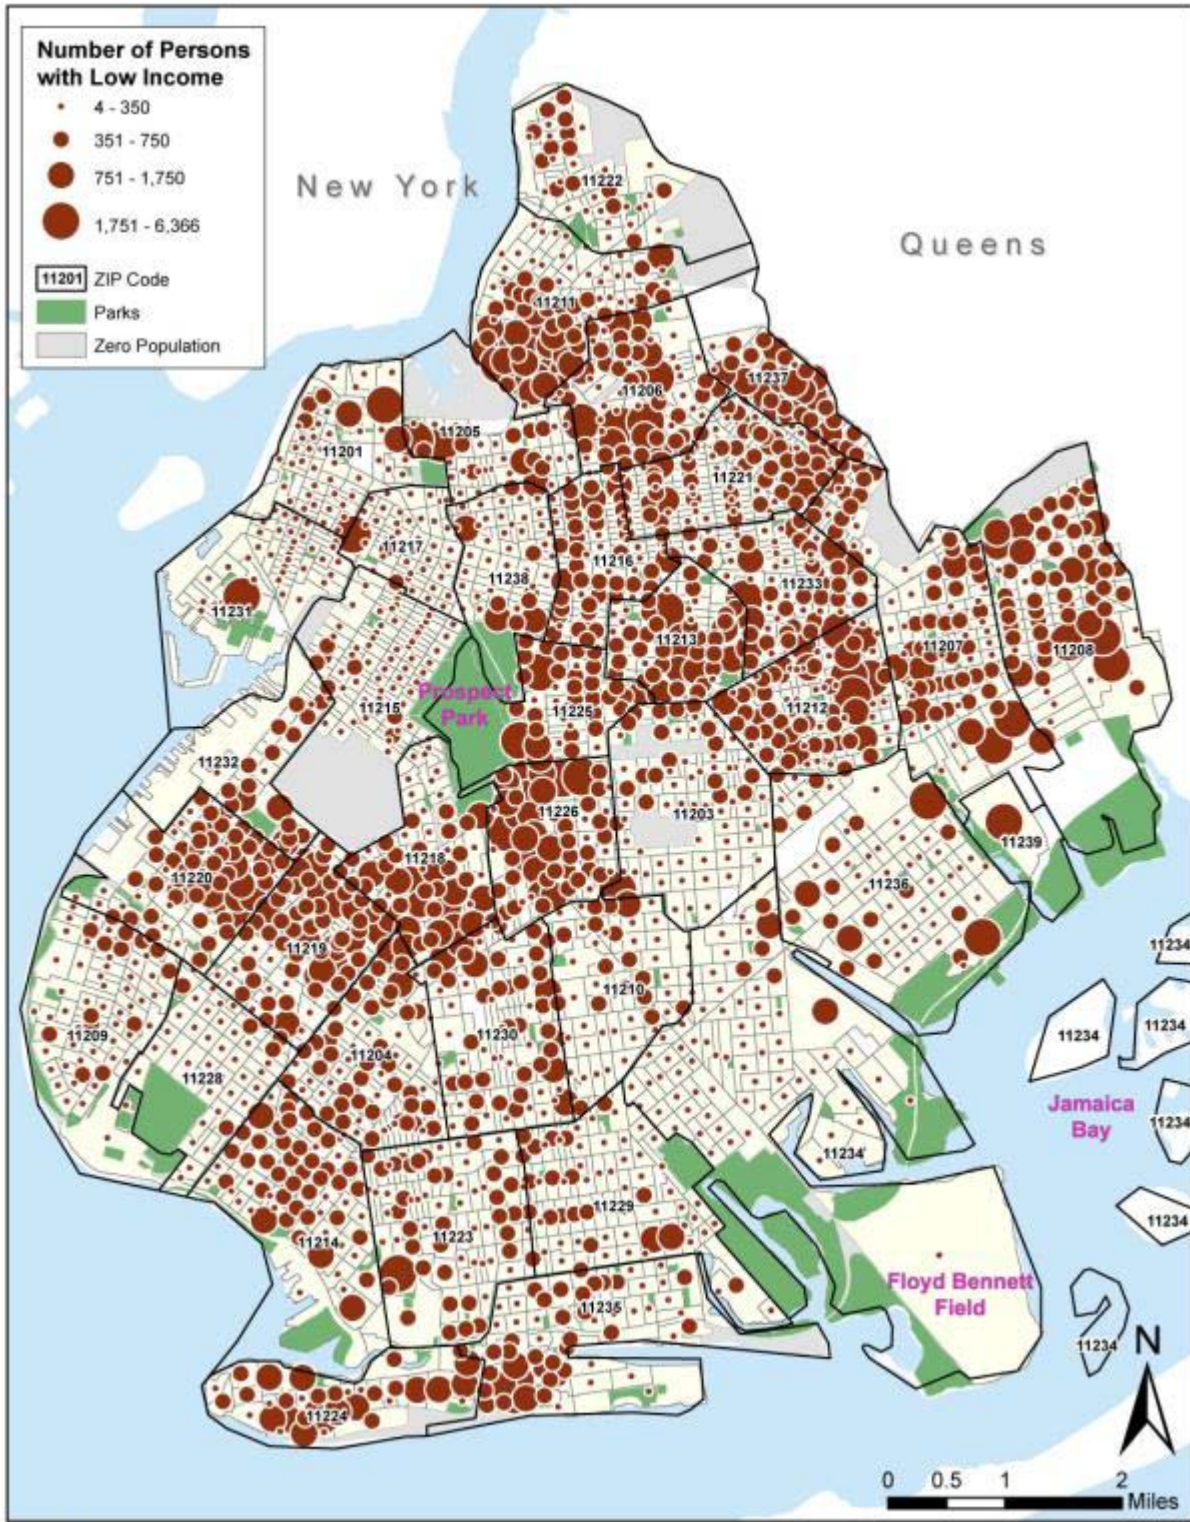 Number of Persons
with Low Income
4 - 350
351 - 750
751 - 1,750
1,751 - 6,366
11201 ZIP Code
Parks
Zero Population
New York
Queens
11222
11211
11237
11206
11205
11201
11221
11217
11216
11238
11233
11231
11213
11207
11208
Prospect
Park
11215
11225
11212
11232
11226
11203
11239
11218
11220
11236
11219
11234
11210
11209
11230
11234
11234
11204
11228
Jamaica
Bay
11234
11234
11229
11234
11223
11214
Floyd Bennett
Field
11235
11234
N
11224
0 0.5 1 2
Miles